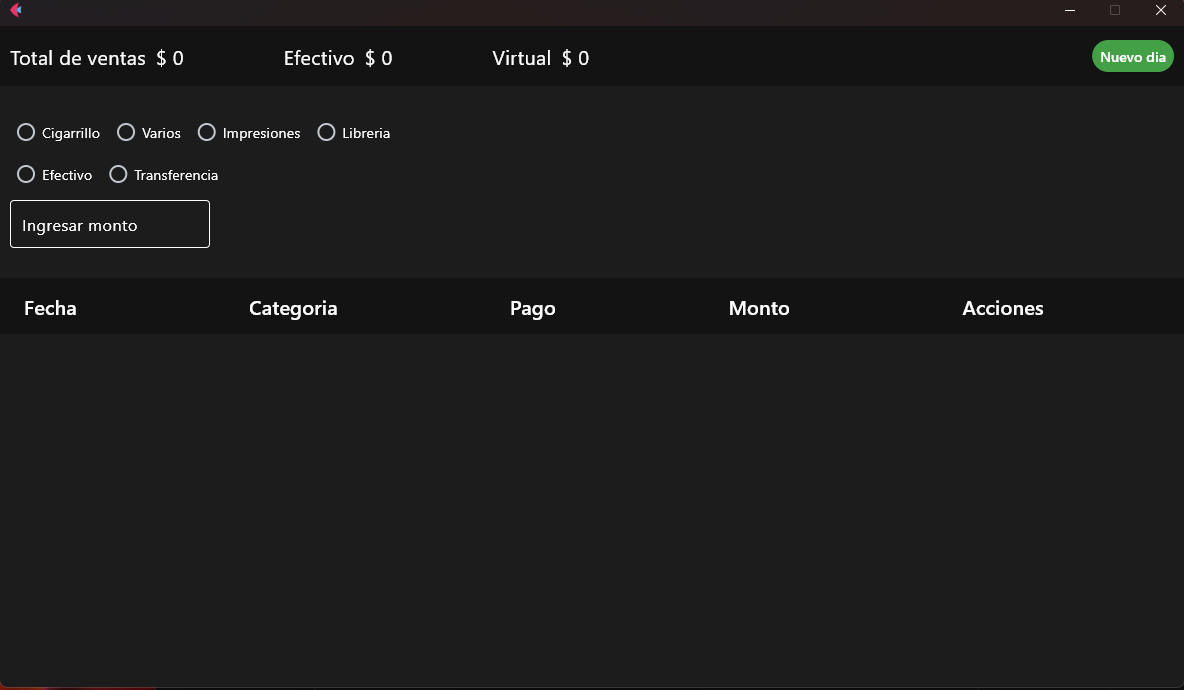 Total de ventas $ 0 Efectivo $ 0 Virtual $ 0 Nuevo dia
Cigarrillo Varios Impresiones Libreria
Efectivo Transferencia
Ingresar monto
Fecha Categoria Pago Monto Acciones